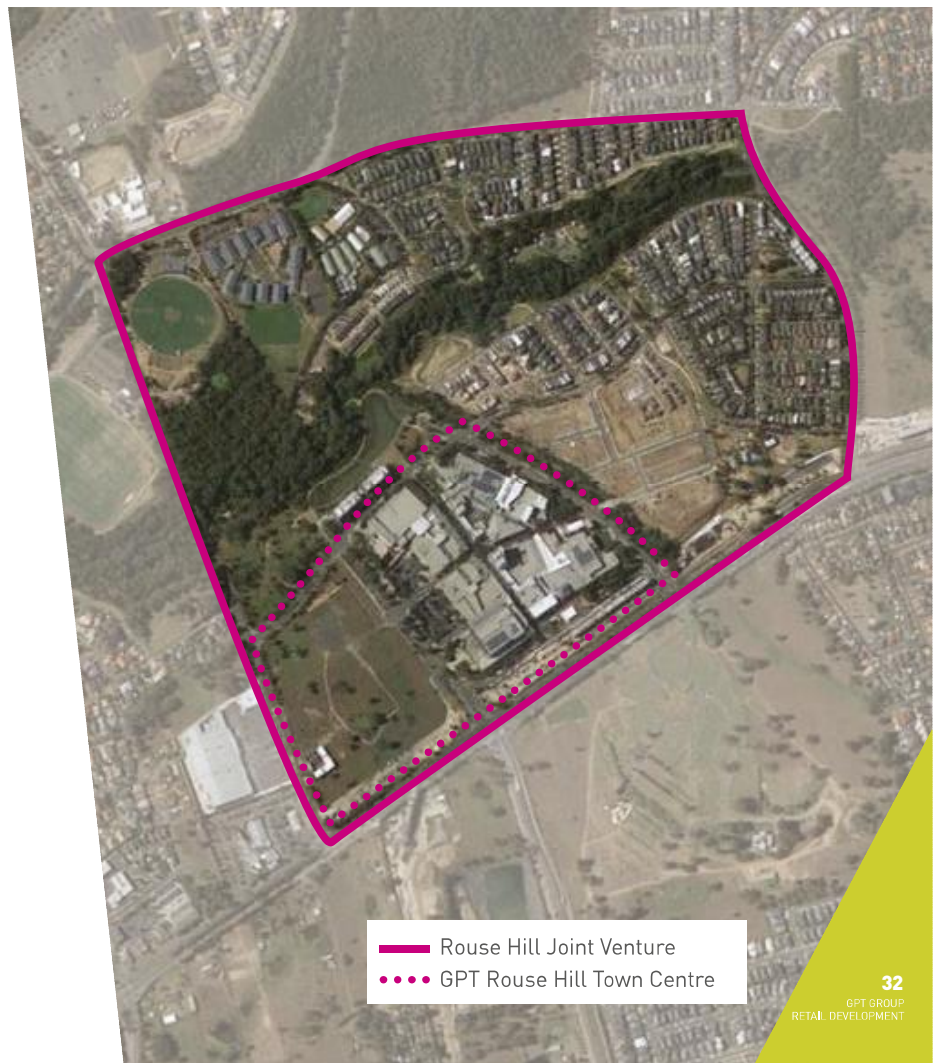 Rouse Hill Joint Venture
GPT Rouse Hill Town Centre
32
GPT GROUP
RETAIL DEVELOPMENT